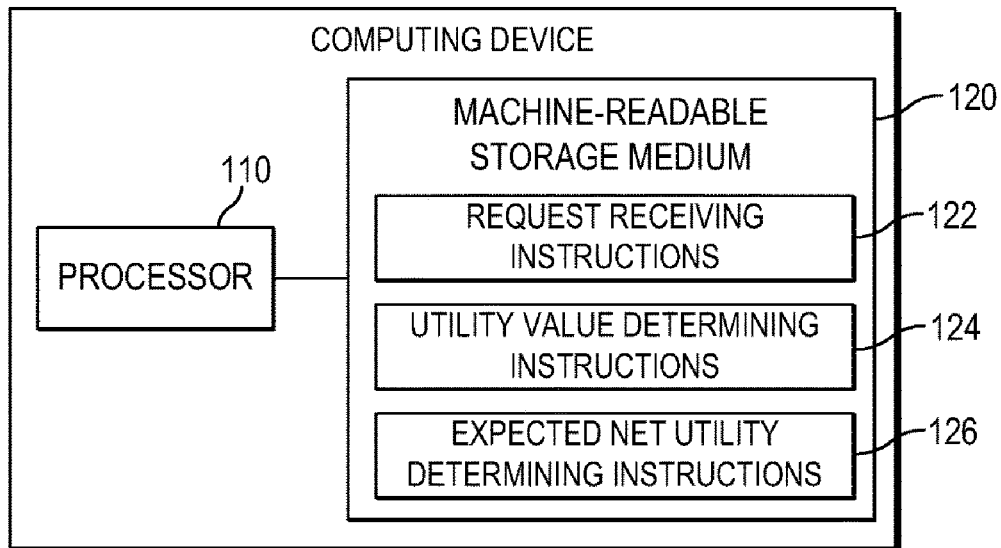 COMPUTING DEVICE
MACHINE-READABLE
STORAGE MEDIUM
120
110
PROCESSOR
REQUEST RECEIVING
INSTRUCTIONS
122
UTILITY VALUE DETERMINING
INSTRUCTIONS
124
EXPECTED NET UTILITY
DETERMINING INSTRUCTIONS
126